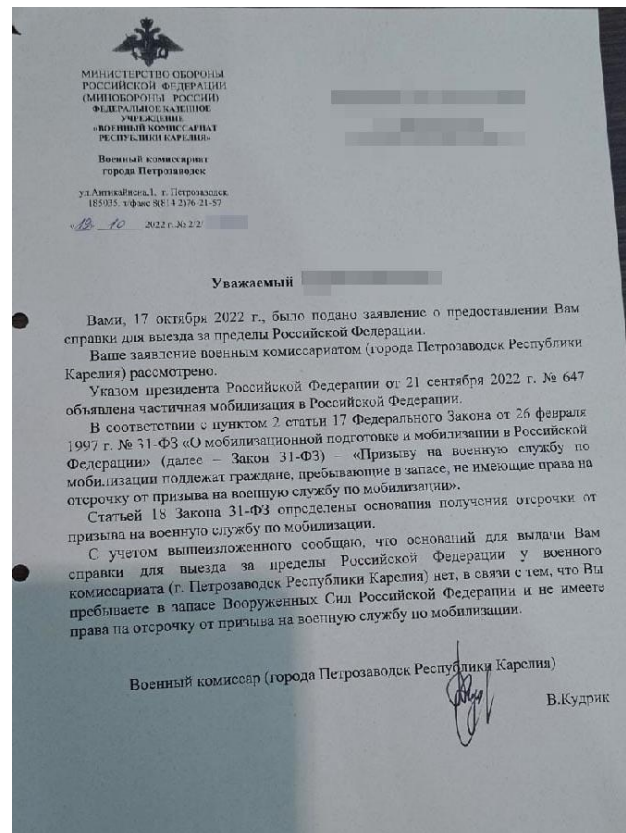 МИНИСТЕРСТВО ОБОРОНЫ
РОССИЙСКОЙ ФЕДЕРАЦИИ
(МИНОБОРОНЫ РОССИИ)
ФЕДЕРАЛЬНОЕ КАЗЕННОЕ
УЧРЕЖДЕНИЕ
«ВОЕННЫЙ КОМИССАРИАТ
РЕСПУБЛИКИ КАРЕЛИЯ»
Военный комиссариат
города Петрозаводск
ул.Антикайнена,1, г. Петрозаводск
185035, т/факс 8(814 2)76-21-57
« 19 10 2022 г. № 2/2/
Уважаемый
Вами, 17 октября 2022 г., было подано заявление о предоставлении Вам
справки для выезда за пределы Российской Федерации.
Ваше заявление военным комиссариатом (города Петрозаводск Республики
Карелия) рассмотрено.
Указом президента Российской Федерации от 21 сентября 2022 г. № 647
объявлена частичная мобилизация в Российской Федерации.
В соответствии с пунктом 2 статьи 17 Федерального Закона от 26 февраля
1997 г. № 31-ФЗ «О мобилизационной подготовке и мобилизации в Российской
Федерации» (далее – Закон 31-ФЗ) – «Призыву на военную службу по
мобилизации подлежат граждане, пребывающие в запасе, не имеющие права на
отсрочку от призыва на военную службу по мобилизации».
Статьей 18 Закона 31-ФЗ определены основания получения отсрочки от
призыва на военную службу по мобилизации.
С учетом вышеизложенного сообщаю, что оснований для выдачи Вам
справки для выезда за пределы Российской Федерации у военного
комиссариата (г. Петрозаводск Республики Карелия) нет, в связи с тем, что Вы
пребываете в запасе Вооруженных Сил Российской Федерации и не имеете
права на отсрочку от призыва на военную службу по мобилизации.
Военный комиссар (города Петрозаводск Республики Карелия)
В.Кудрик